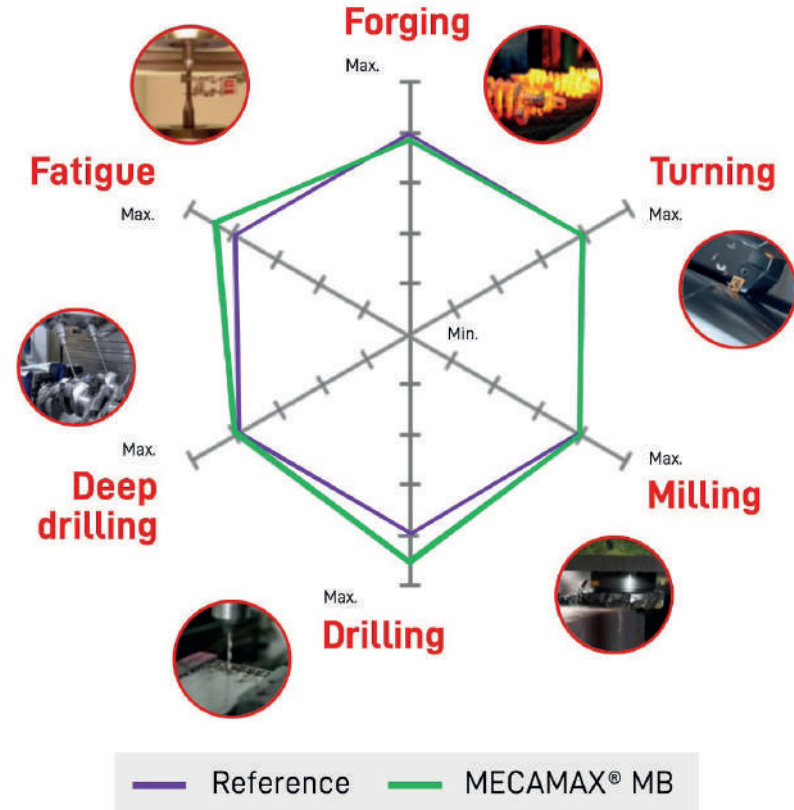 Forging
Max.
Fatigue
Max.
Turning
Max.
Min.
Max.
Deep
drilling
Max.
Milling
Max.
Drilling
Reference
MECAMAX® MB